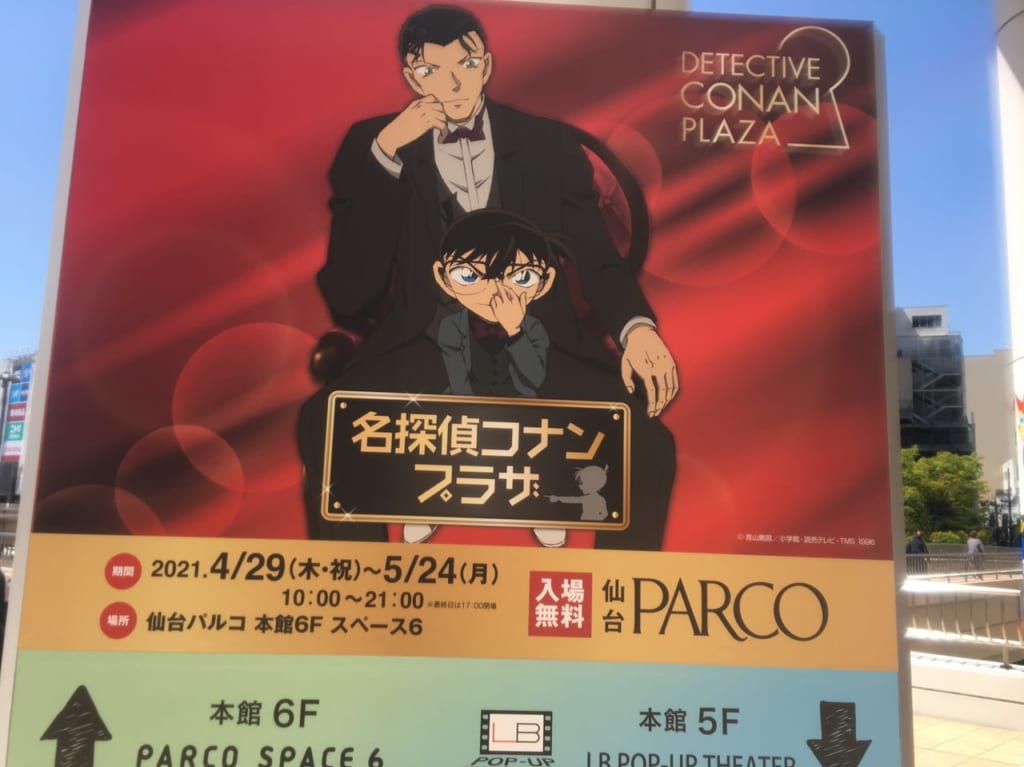 DETECTIVE
CONAN
PLAZA
名探偵コナン
プラザ
© 青山剛昌／小学館・読売テレビ・TMS 1996
期間 2021.4/29(木・祝)～5/24(月)
10:00～21:00 ※最終日は17:00閉場
場所 仙台パルコ 本館6F スペース6
入場
無料
仙台 PARCO
本館 6F
PARCO SPACE 6
LB
POP-UP
本館 5F
LB POP-UP THEATER